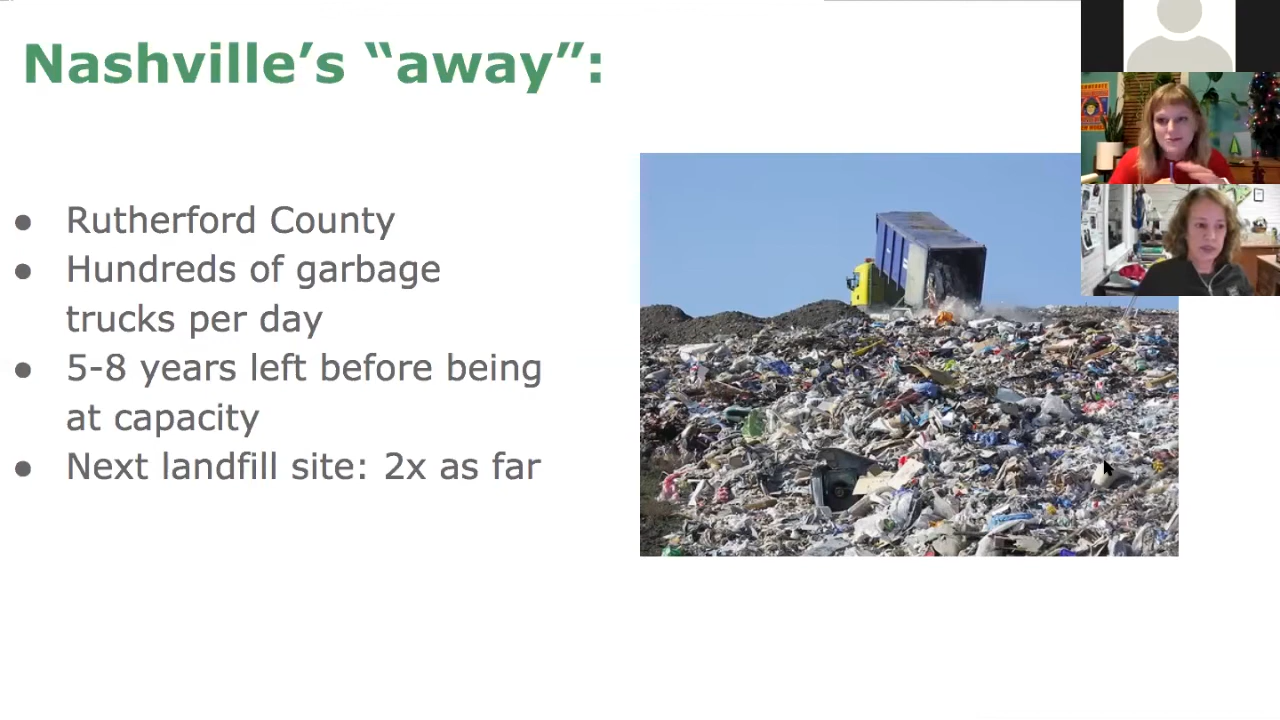 Nashville’s “away”:
● Rutherford County
● Hundreds of garbage
trucks per day
● 5-8 years left before being
at capacity
● Next landfill site: 2x as far